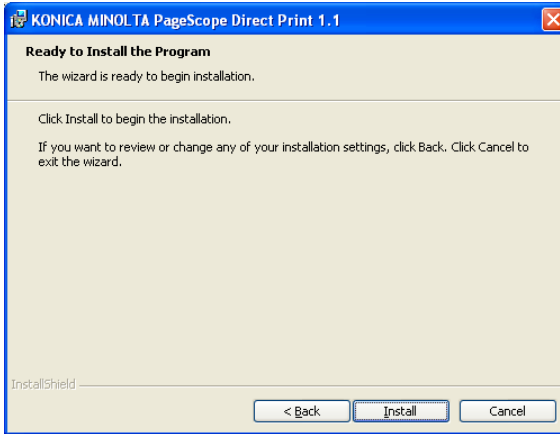 KONICA MINOLTA PageScope Direct Print 1.1
Ready to Install the Program
The wizard is ready to begin installation.
Click Install to begin the installation.
If you want to review or change any of your installation settings, click Back. Click Cancel to
exit the wizard.
InstallShield
< Back Install Cancel